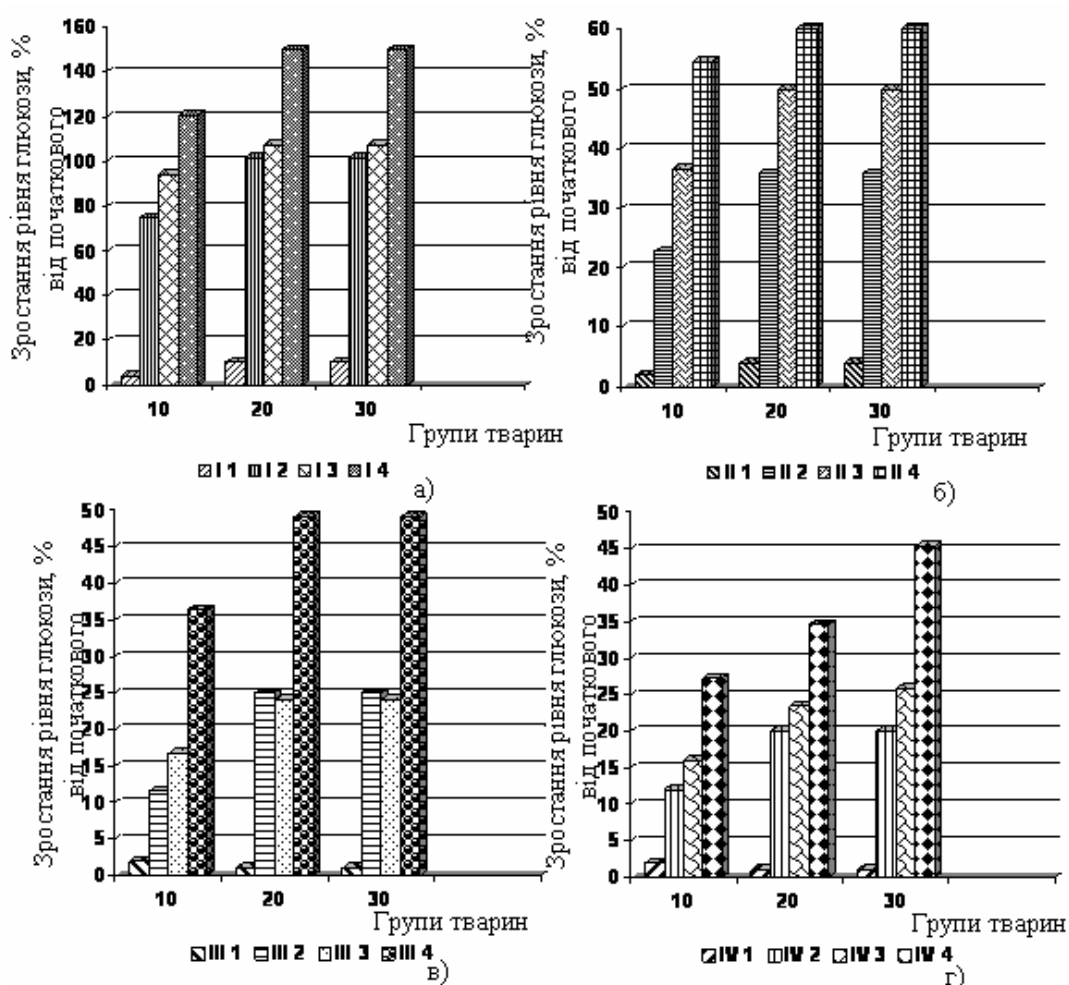 Зростання рівня глюкози, %
від початкового
160
140
120
100
80
60
40
20
0
10 20 30
Групи тварин
I 1 I 2 I 3 I 4
а)
Зростання рівня глюкози, %
від початкового
60
50
40
30
20
10
0
10 20 30
Групи тварин
II 1 II 2 II 3 II 4
б)
Зростання рівня глюкози, %
від початкового
50
45
40
35
30
25
20
15
10
5
0
10 20 30
Групи тварин
III 1 III 2 III 3 III 4
в)
Зростання рівня глюкози, %
від початкового
50
45
40
35
30
25
20
15
10
5
0
10 20 30
Групи тварин
IV 1 IV 2 IV 3 IV 4
г)